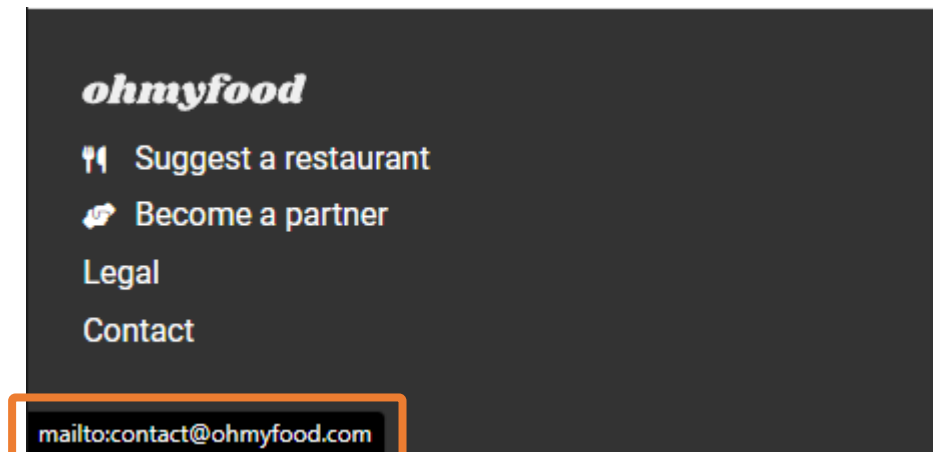 ohmyfood
Suggest a restaurant
Become a partner
Legal
Contact
mailto:contact@ohmyfood.com